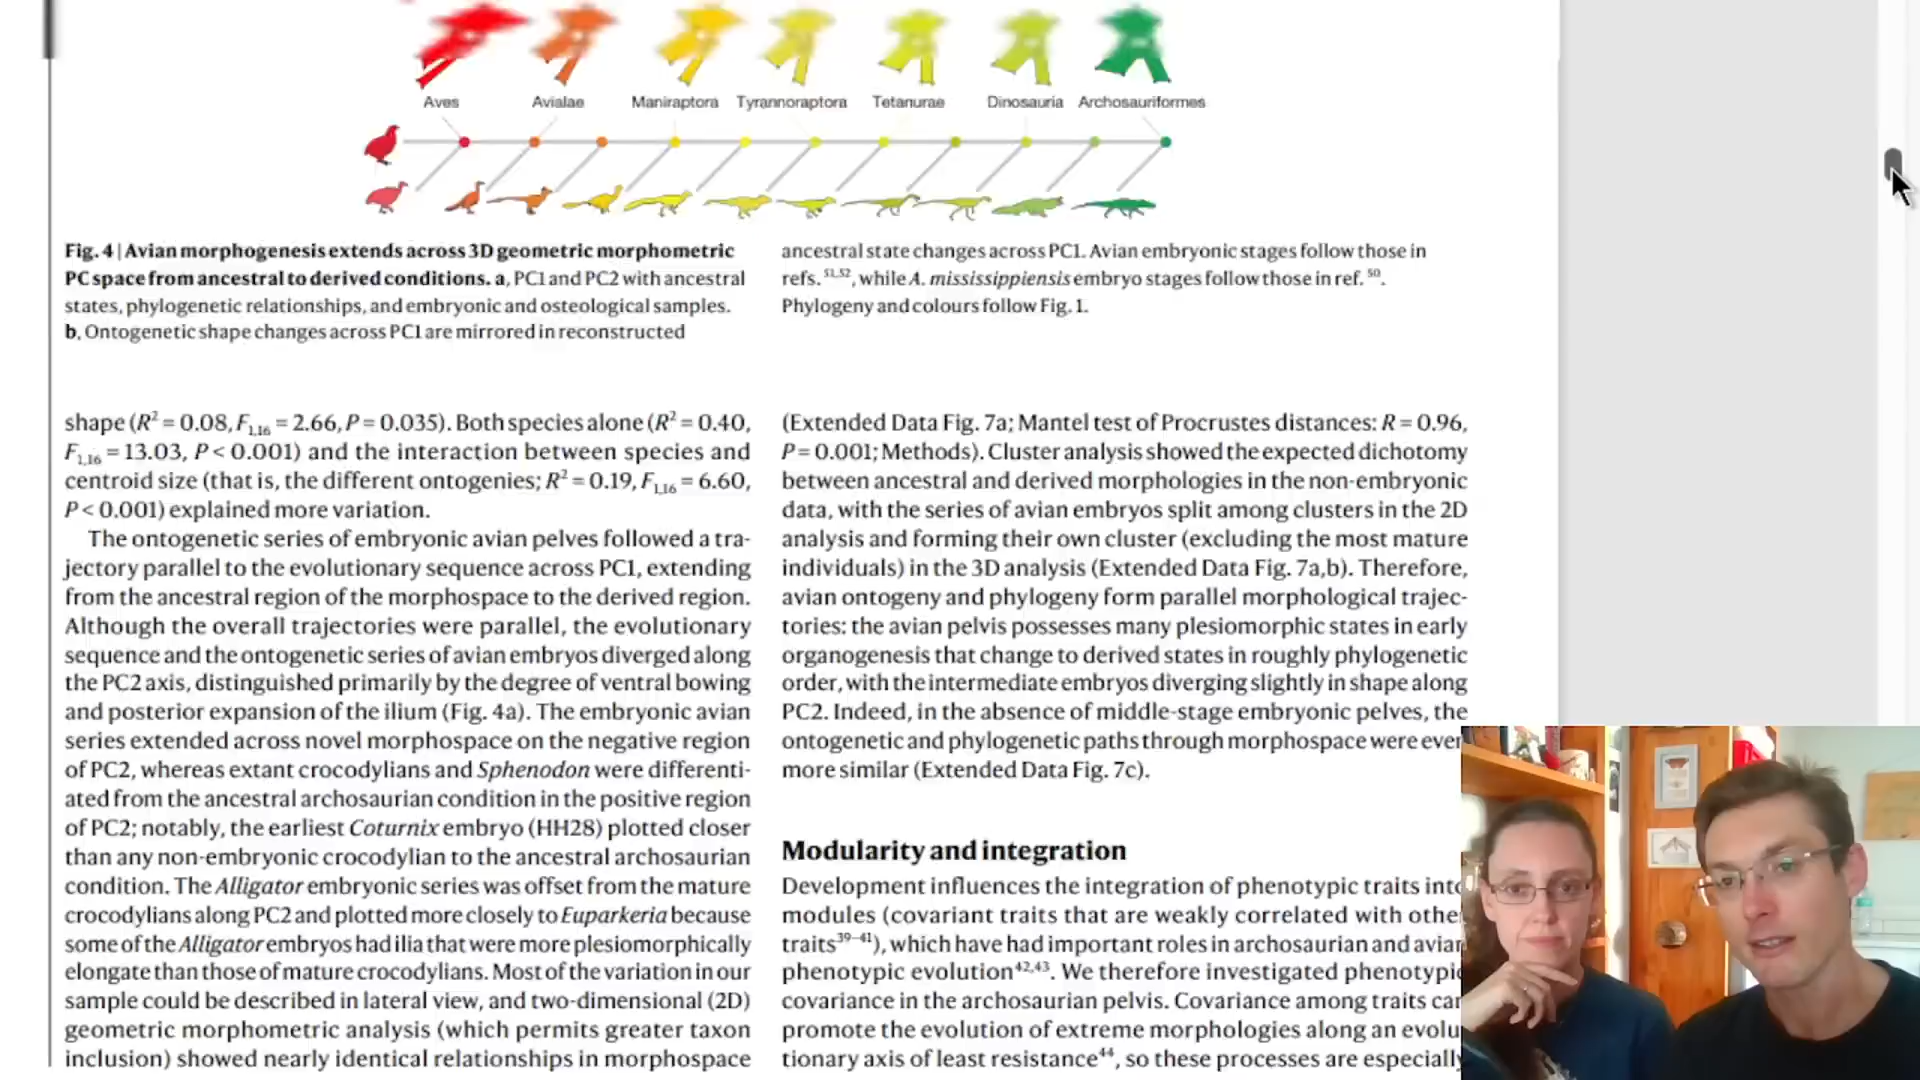 Aves Avialae Maniraptora Tyrannoraptora Tetanurae Dinosauria Archosauriformes
Fig. 4 | Avian morphogenesis extends across 3D geometric morphometric
PC space from ancestral to derived conditions. a, PC1 and PC2 with ancestral
states, phylogenetic relationships, and embryonic and osteological samples.
b, Ontogenetic shape changes across PC1 are mirrored in reconstructed
ancestral state changes across PC1. Avian embryonic stages follow those in
refs. 51,52, while A. mississippiensis embryo stages follow those in ref. 50.
Phylogeny and colours follow Fig. 1.
shape (R² = 0.08, F1,16 = 2.66, P = 0.035). Both species alone (R² = 0.40,
F1,16 = 13.03, P < 0.001) and the interaction between species and
centroid size (that is, the different ontogenies; R² = 0.19, F1,16 = 6.60,
P < 0.001) explained more variation.
The ontogenetic series of embryonic avian pelves followed a tra-
jectory parallel to the evolutionary sequence across PC1, extending
from the ancestral region of the morphospace to the derived region.
Although the overall trajectories were parallel, the evolutionary
sequence and the ontogenetic series of avian embryos diverged along
the PC2 axis, distinguished primarily by the degree of ventral bowing
and posterior expansion of the ilium (Fig. 4a). The embryonic avian
series extended across novel morphospace on the negative region
of PC2, whereas extant crocodylians and Sphenodon were differenti-
ated from the ancestral archosaurian condition in the positive region
of PC2; notably, the earliest Coturnix embryo (HH28) plotted closer
than any non-embryonic crocodylian to the ancestral archosaurian
condition. The Alligator embryonic series was offset from the mature
crocodylians along PC2 and plotted more closely to Euparkeria because
some of the Alligator embryos had ilia that were more plesiomorphically
elongate than those of mature crocodylians. Most of the variation in our
sample could be described in lateral view, and two-dimensional (2D)
geometric morphometric analysis (which permits greater taxon
inclusion) showed nearly identical relationships in morphospace
(Extended Data Fig. 7a; Mantel test of Procrustes distances: R = 0.96,
P = 0.001; Methods). Cluster analysis showed the expected dichotomy
between ancestral and derived morphologies in the non-embryonic
data, with the series of avian embryos split among clusters in the 2D
analysis and forming their own cluster (excluding the most mature
individuals) in the 3D analysis (Extended Data Fig. 7a,b). Therefore,
avian ontogeny and phylogeny form parallel morphological trajec-
tories: the avian pelvis possesses many plesiomorphic states in early
organogenesis that change to derived states in roughly phylogenetic
order, with the intermediate embryos diverging slightly in shape along
PC2. Indeed, in the absence of middle-stage embryonic pelves, the
ontogenetic and phylogenetic paths through morphospace were even
more similar (Extended Data Fig. 7c).
Modularity and integration
Development influences the integration of phenotypic traits into
modules (covariant traits that are weakly correlated with othe
traits39–41), which have had important roles in archosaurian and avian
phenotypic evolution42,43. We therefore investigated phenotypic
covariance in the archosaurian pelvis. Covariance among traits can
promote the evolution of extreme morphologies along an evolu
tionary axis of least resistance44, so these processes are especially